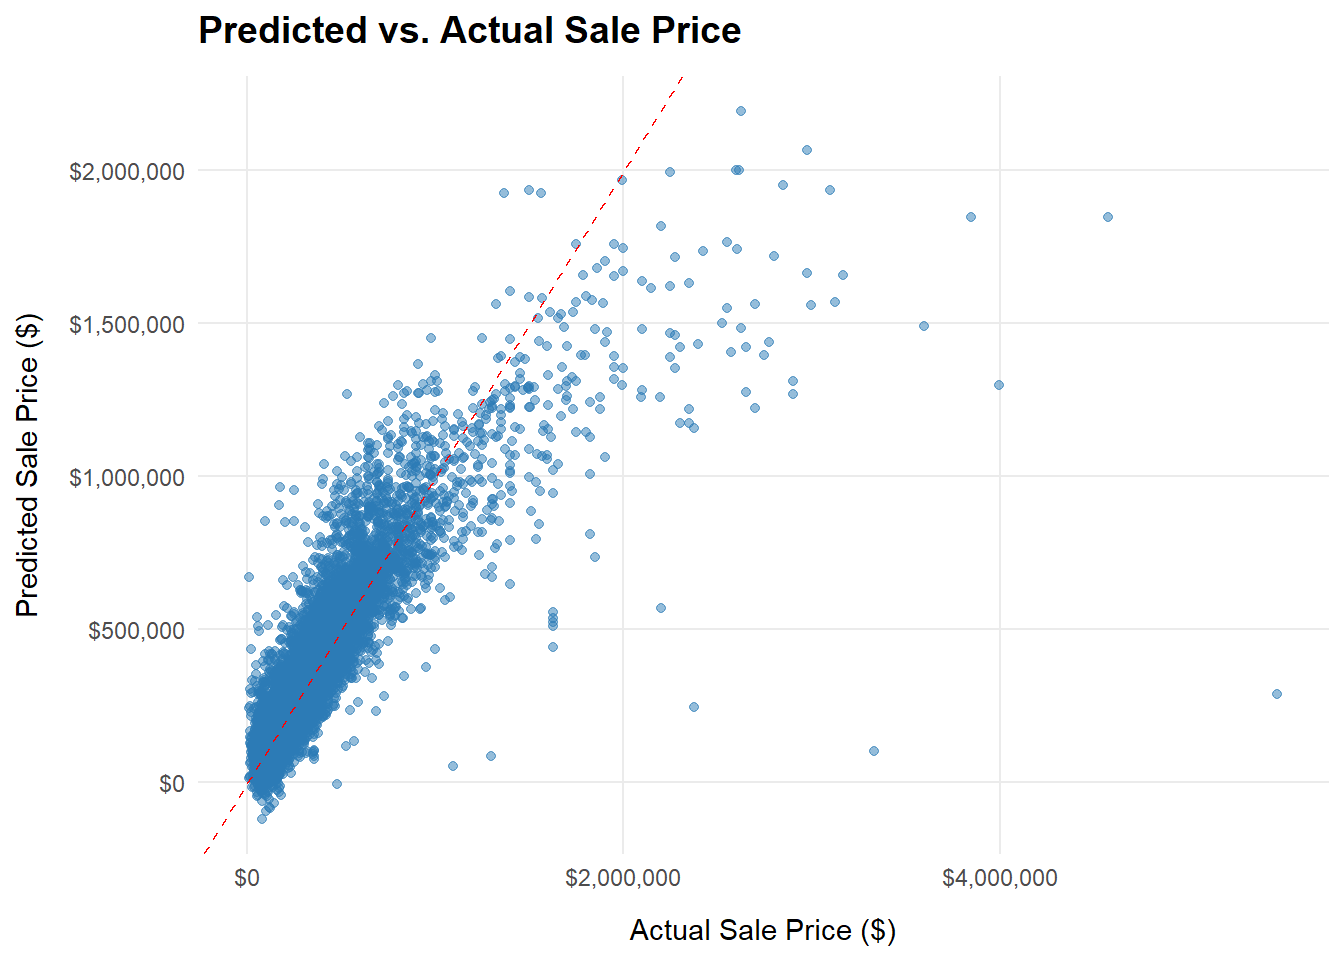 Predicted vs. Actual Sale Price
Predicted Sale Price ($)
$2,000,000
$1,500,000
$1,000,000
$500,000
$0
$0 $2,000,000 $4,000,000
Actual Sale Price ($)